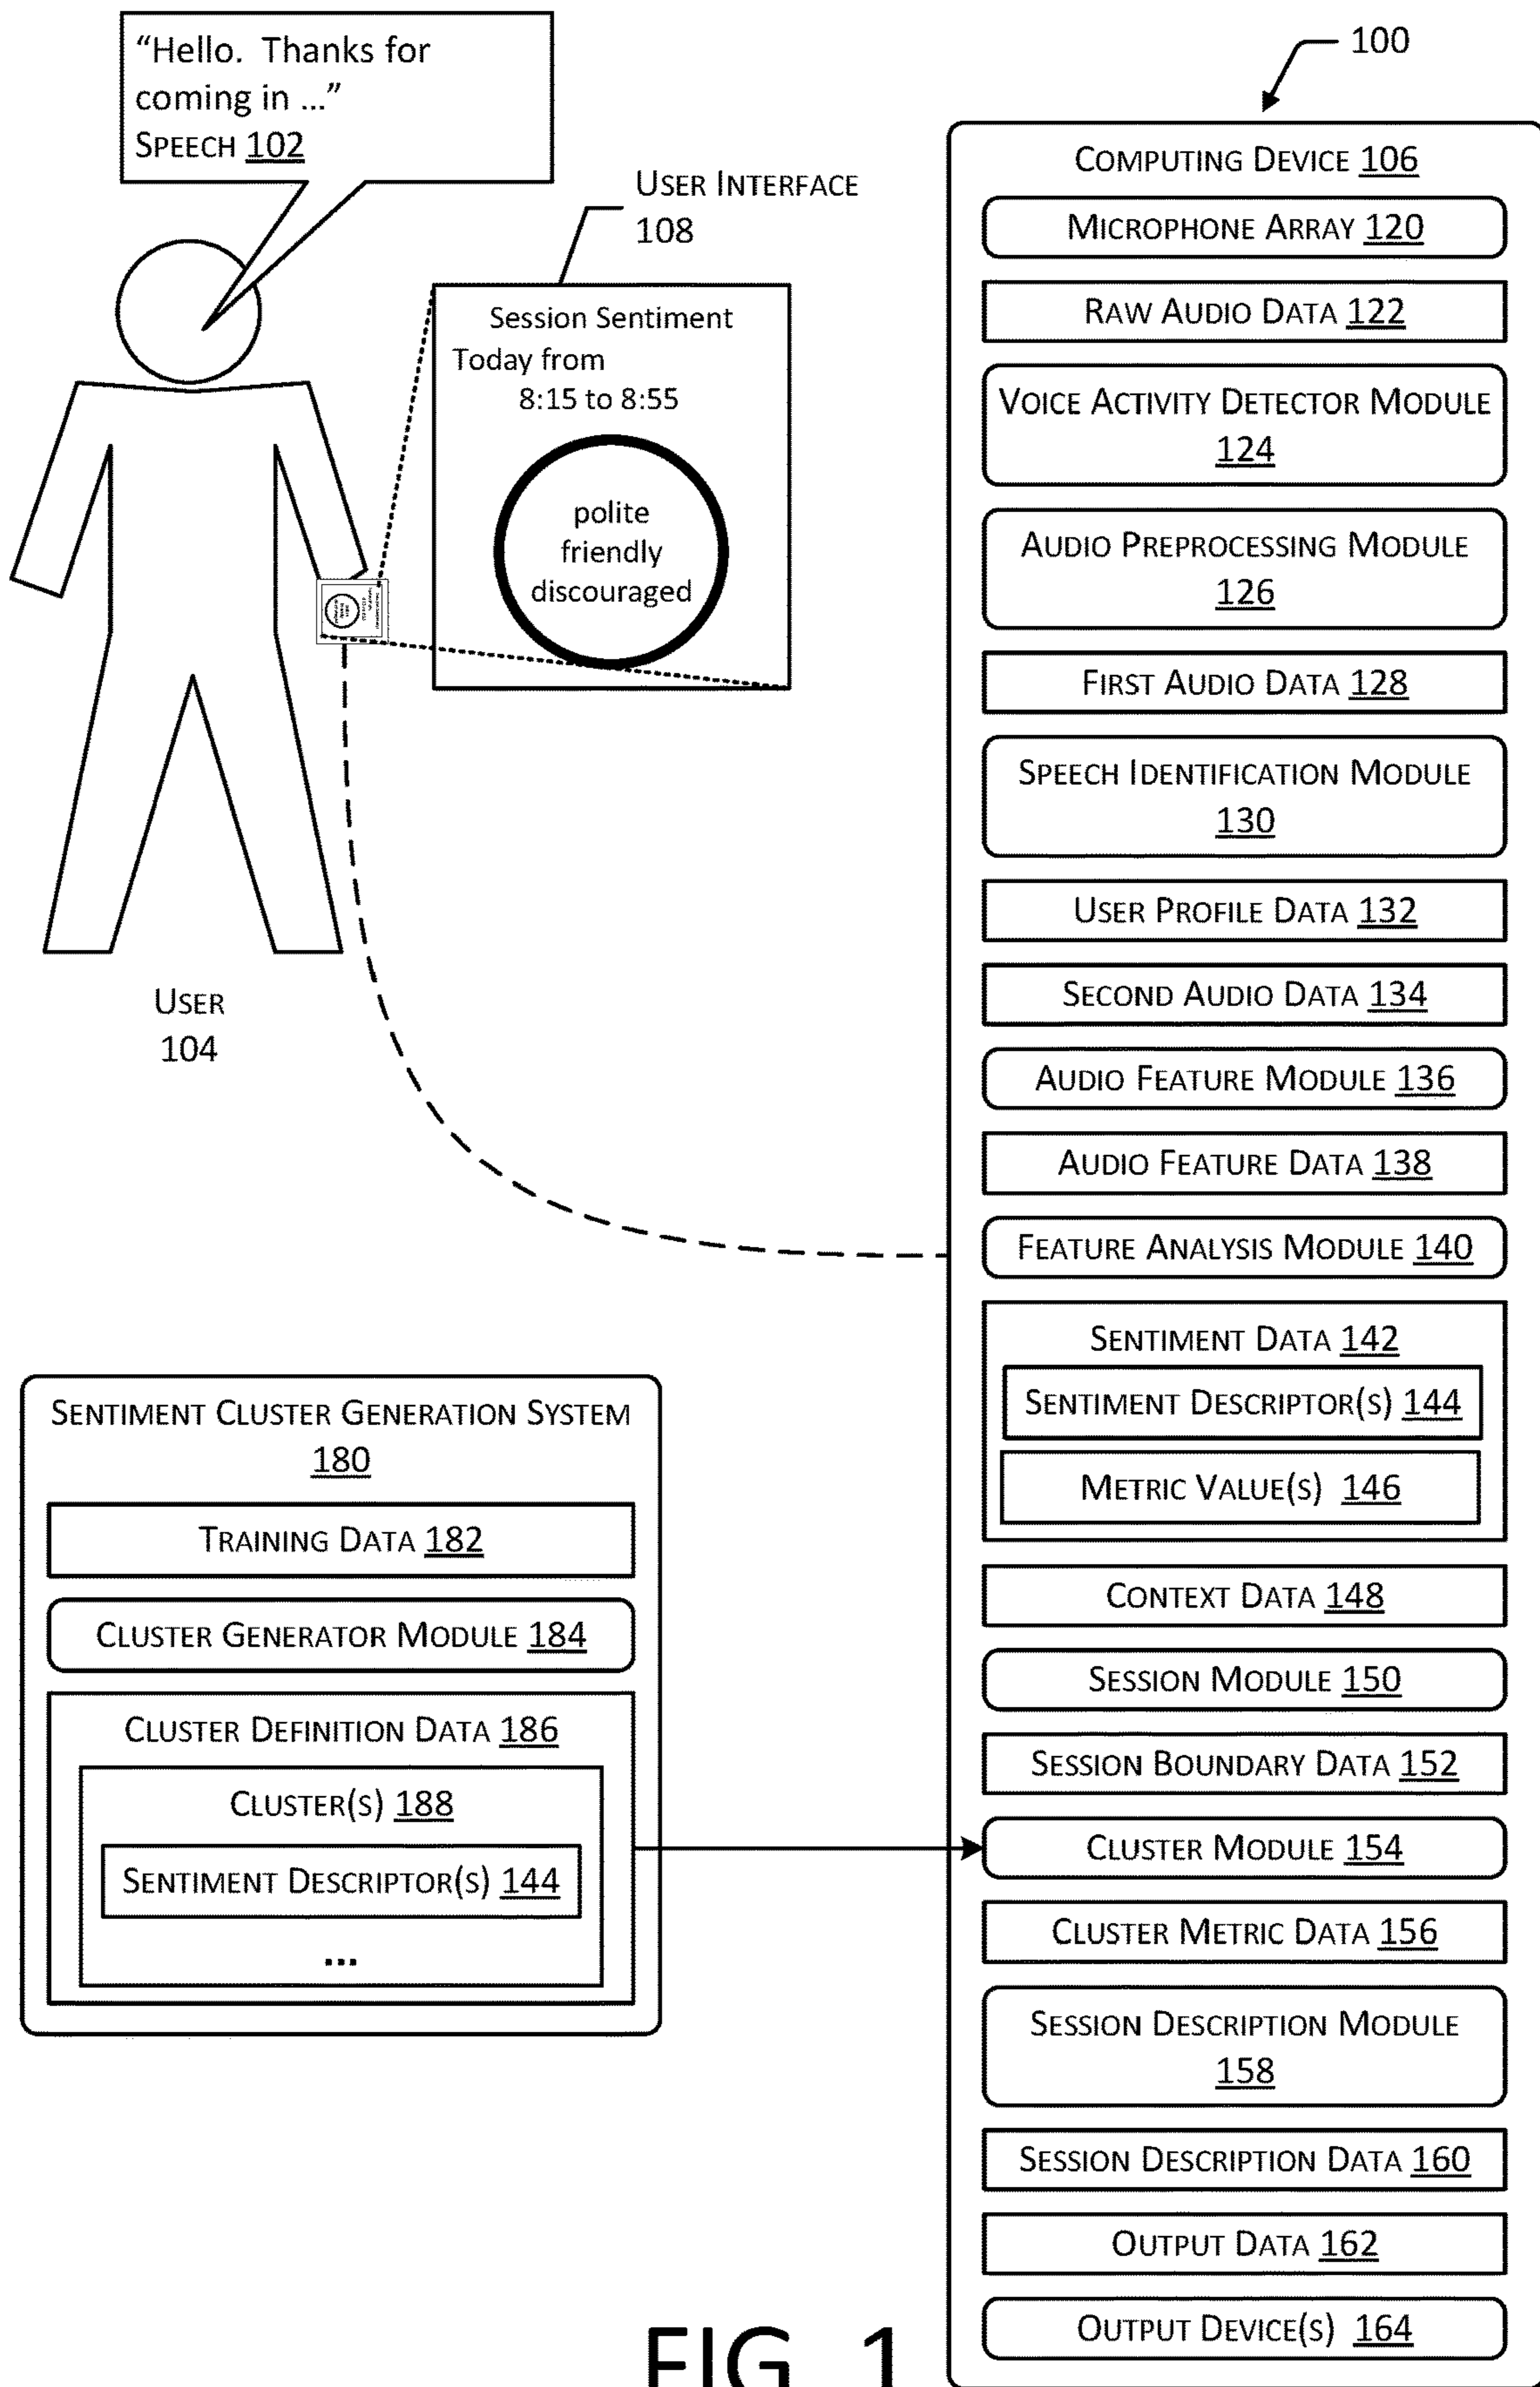 “Hello. Thanks for
coming in ...”
SPEECH 102
100
USER INTERFACE
108
Session Sentiment
Today from
8:15 to 8:55
polite
friendly
discouraged
USER
104
COMPUTING DEVICE 106
MICROPHONE ARRAY 120
RAW AUDIO DATA 122
VOICE ACTIVITY DETECTOR MODULE
124
AUDIO PREPROCESSING MODULE
126
FIRST AUDIO DATA 128
SPEECH IDENTIFICATION MODULE
130
USER PROFILE DATA 132
SECOND AUDIO DATA 134
AUDIO FEATURE MODULE 136
AUDIO FEATURE DATA 138
FEATURE ANALYSIS MODULE 140
SENTIMENT DATA 142
SENTIMENT DESCRIPTOR(S) 144
METRIC VALUE(S) 146
CONTEXT DATA 148
SESSION MODULE 150
SESSION BOUNDARY DATA 152
CLUSTER MODULE 154
CLUSTER METRIC DATA 156
SESSION DESCRIPTION MODULE
158
SESSION DESCRIPTION DATA 160
OUTPUT DATA 162
OUTPUT DEVICE(S) 164
SENTIMENT CLUSTER GENERATION SYSTEM
180
TRAINING DATA 182
CLUSTER GENERATOR MODULE 184
CLUSTER DEFINITION DATA 186
CLUSTER(S) 188
SENTIMENT DESCRIPTOR(S) 144
...
FIG. 1